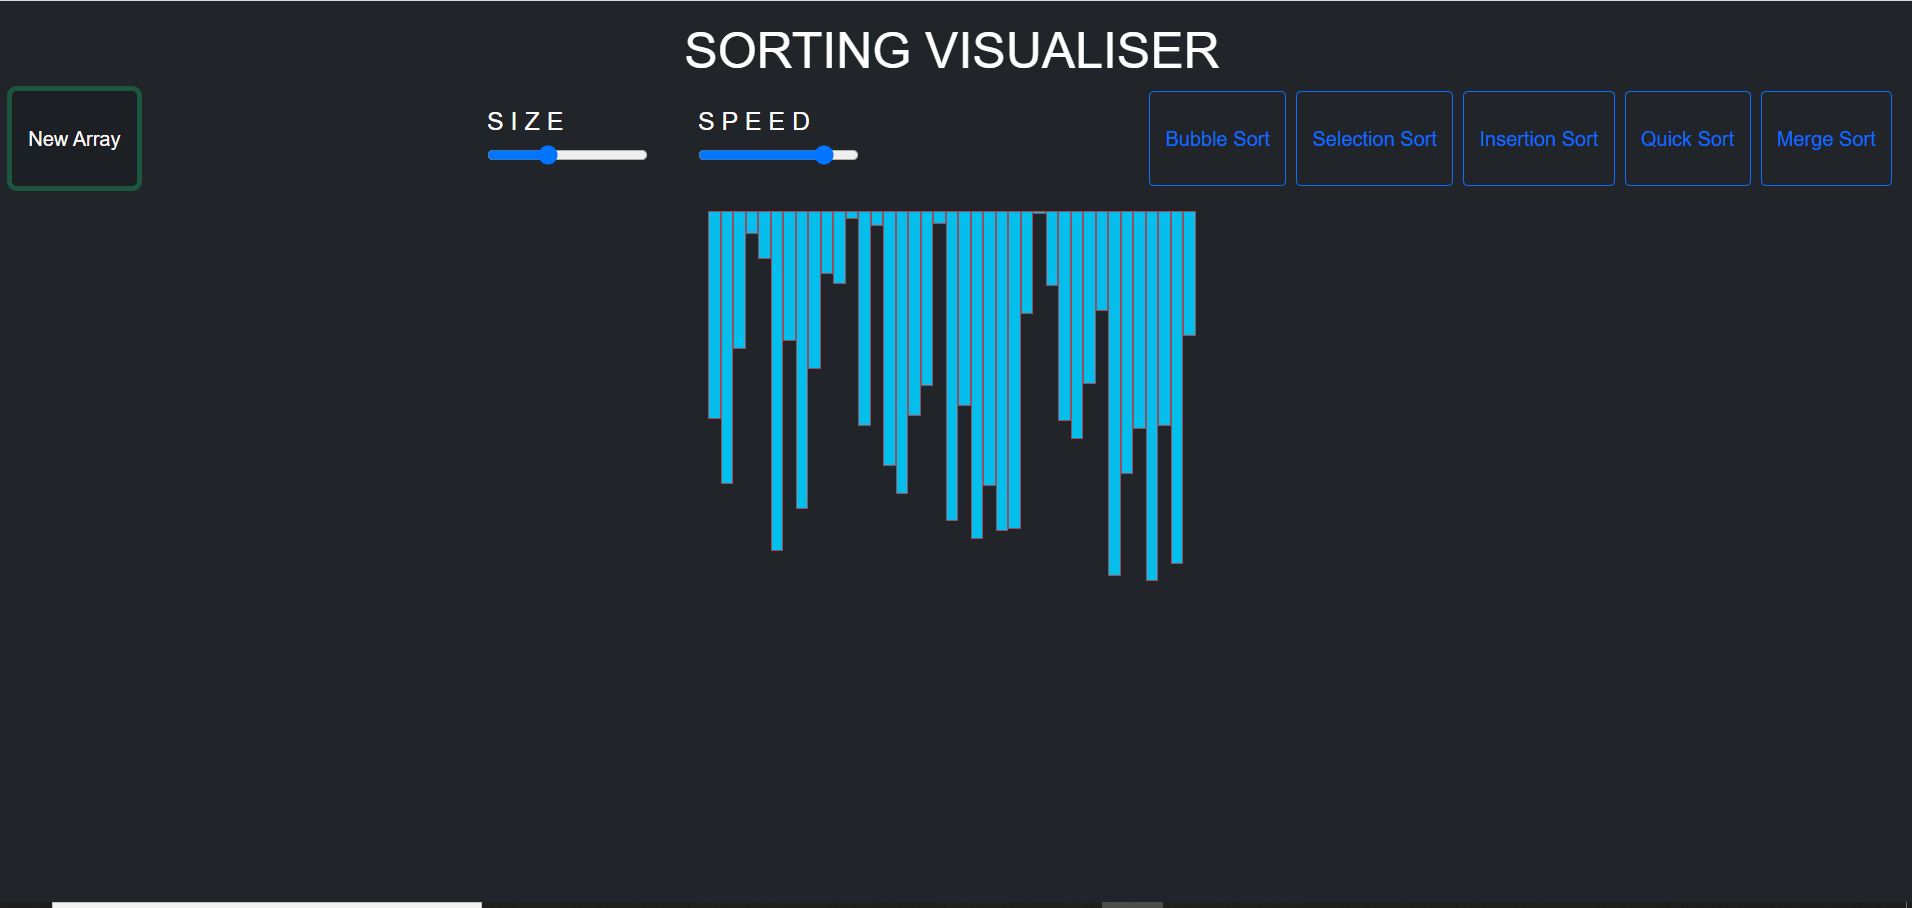 SORTING VISUALISER
New Array
SIZE
SPEED
Bubble Sort
Selection Sort
Insertion Sort
Quick Sort
Merge Sort